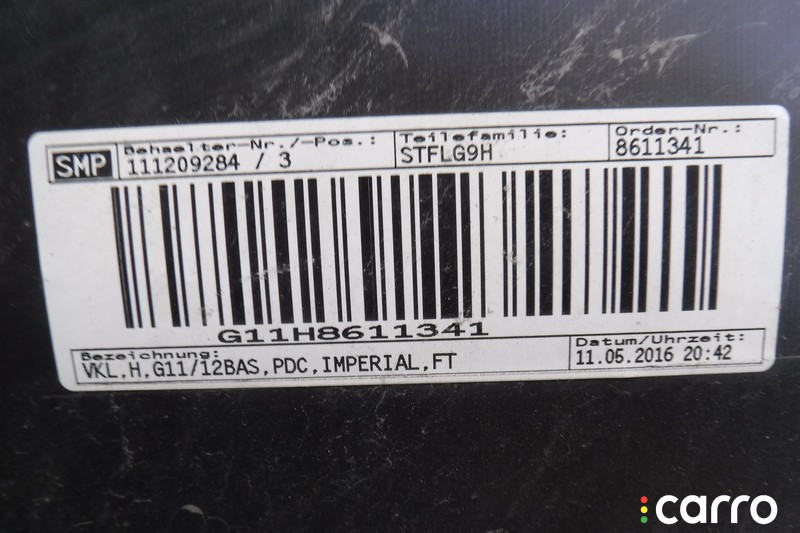 SMP
Behaelter-Nr./-Pos.: Teilefamilie: Order-Nr.:
111209284 / 3 STFLG9H 8611341
G11H8611341
Bezeichnung: Datum/Uhrzeit:
VKL,H,G11/12BAS,PDC,IMPERIAL,FT 11.05.2016 20:42
carro